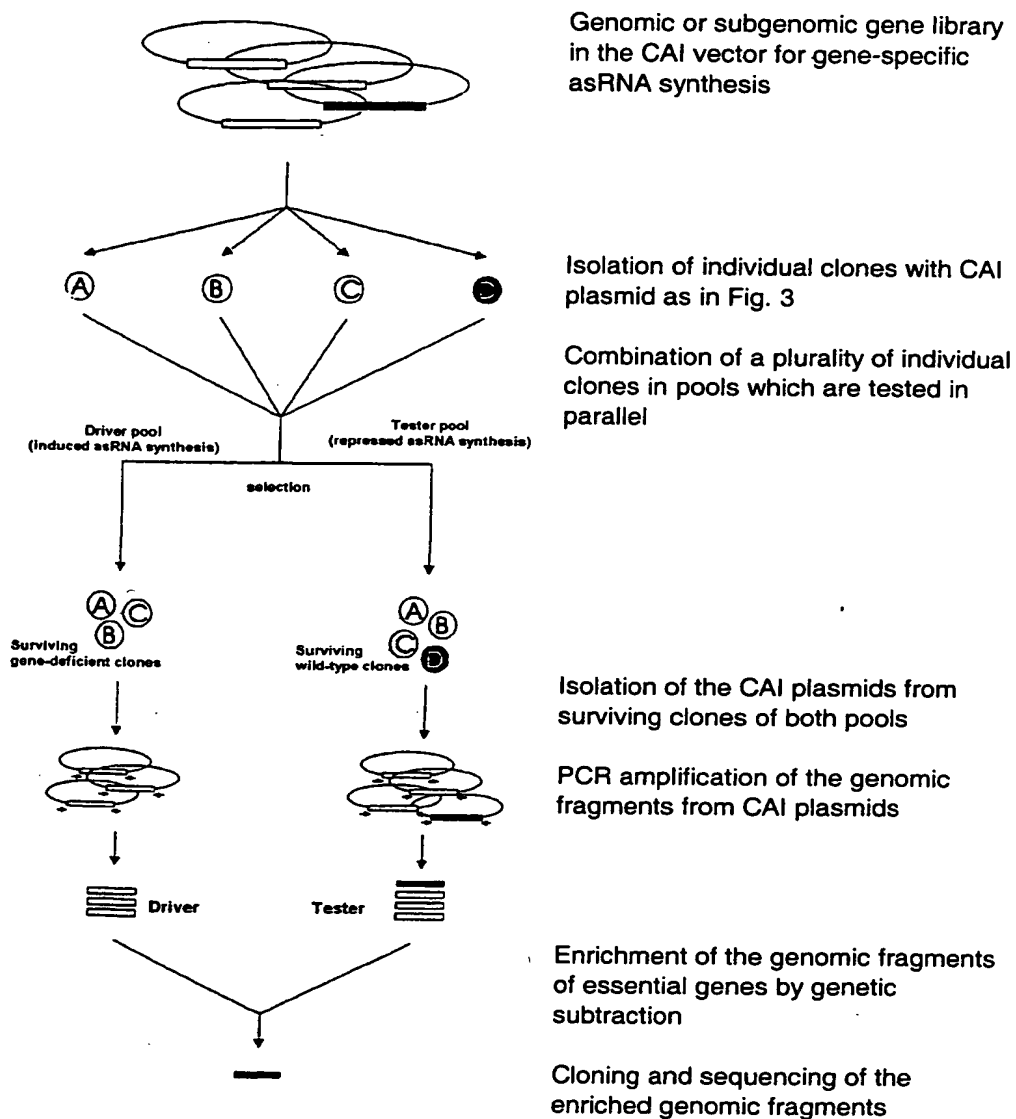 Genomic or subgenomic gene library
in the CAI vector for gene-specific
asRNA synthesis
A
B
C
D
Isolation of individual clones with CAI
plasmid as in Fig. 3
Combination of a plurality of individual
clones in pools which are tested in
parallel
Driver pool
(induced asRNA synthesis)
Tester pool
(repressed asRNA synthesis)
selection
A
C
B
Surviving
gene-deficient clones
A
B
C
D
Surviving
wild-type clones
Isolation of the CAI plasmids from
surviving clones of both pools
PCR amplification of the genomic
fragments from CAI plasmids
Driver
Tester
Enrichment of the genomic fragments
of essential genes by genetic
subtraction
Cloning and sequencing of the
enriched genomic fragments